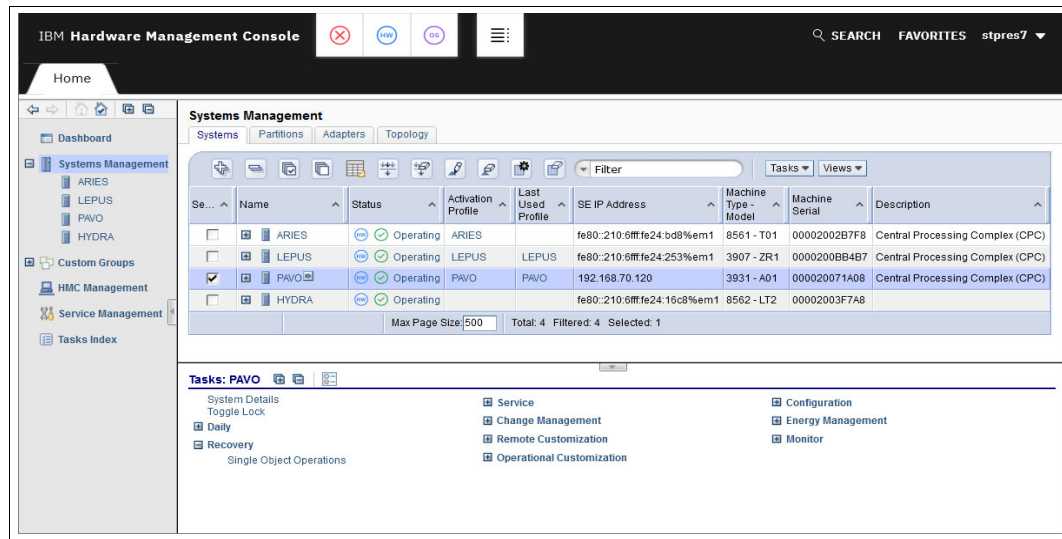 IBM Hardware Management Console HW OS SEARCH FAVORITES stpres7
Home
Dashboard
Systems Management
ARIES
LEPUS
PAVO
HYDRA
Custom Groups
HMC Management
Service Management
Tasks Index
Systems Management
Systems Partitions Adapters Topology
Filter Tasks Views
Se... Name Status Activation Profile Last Used Profile SE IP Address Machine Type - Model Machine Serial Description
ARIES HW Operating ARIES fe80::210:6fff:fe24:bd8%em1 8561 - T01 00002002B7F8 Central Processing Complex (CPC)
LEPUS HW Operating LEPUS LEPUS fe80::210:6fff:fe24:253%em1 3907 - ZR1 0000200BB4B7 Central Processing Complex (CPC)
PAVO HW Operating PAVO PAVO 192.168.70.120 3931 - A01 000020071A08 Central Processing Complex (CPC)
HYDRA HW Operating fe80::210:6fff:fe24:16c8%em1 8562 - LT2 00002003F7A8
Max Page Size: 500 Total: 4 Filtered: 4 Selected: 1
Tasks: PAVO
System Details
Toggle Lock
Daily
Recovery
Single Object Operations
Service
Change Management
Remote Customization
Operational Customization
Configuration
Energy Management
Monitor